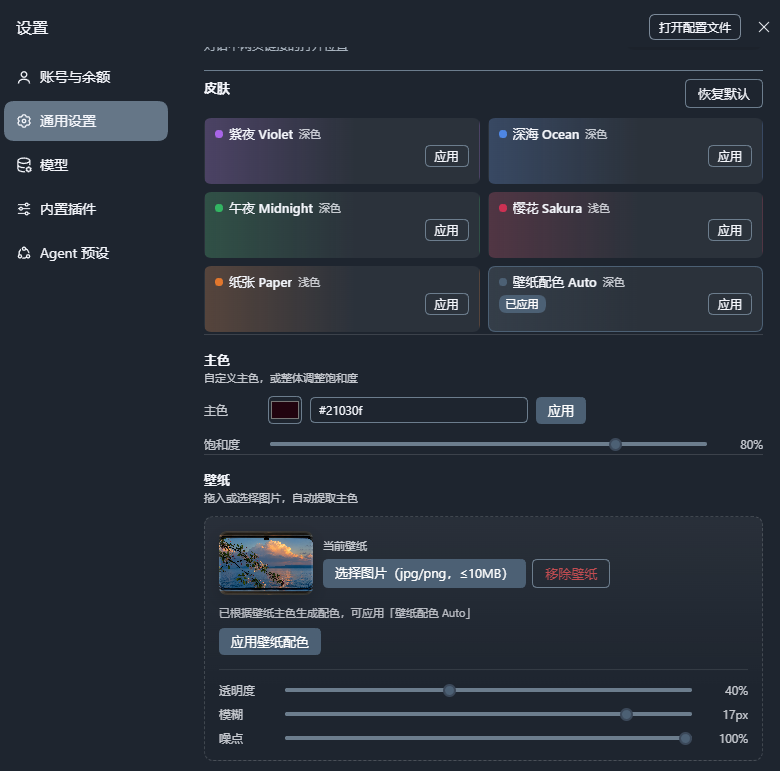 设置
打开配置文件
账号与余额
通用设置
模型
内置插件
Agent 预设
皮肤
恢复默认
紫夜 Violet 深色
应用
深海 Ocean 深色
应用
午夜 Midnight 深色
应用
樱花 Sakura 浅色
应用
纸张 Paper 浅色
应用
壁纸配色 Auto 深色
已应用
应用
主色
自定义主色，或整体调整饱和度
主色
#21030f
应用
饱和度
80%
壁纸
拖入或选择图片，自动提取主色
当前壁纸
选择图片（jpg/png，≤10MB）
移除壁纸
已根据壁纸主色生成配色，可应用「壁纸配色 Auto」
应用壁纸配色
透明度
40%
模糊
17px
噪点
100%